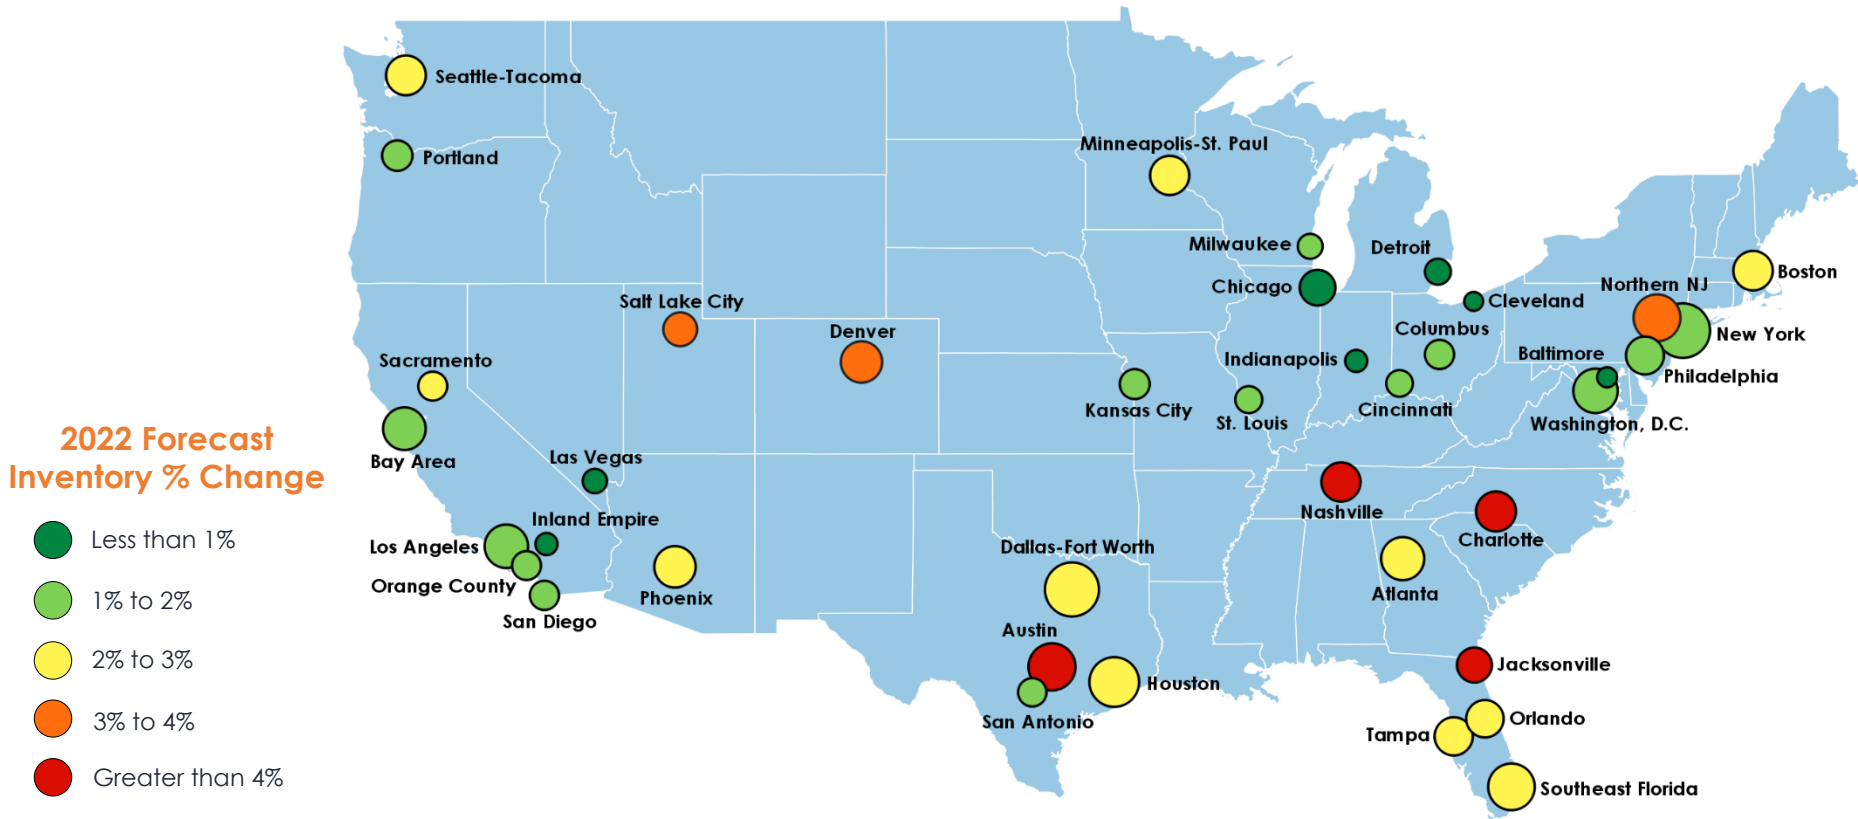 Seattle-Tacoma
Portland
Minneapolis-St. Paul
Milwaukee
Detroit
Chicago
Boston
Northern NJ
Cleveland
Salt Lake City
Denver
Columbus
New York
Sacramento
Indianapolis
Baltimore
Philadelphia
Kansas City
St. Louis
Cincinnati
Washington, D.C.
2022 Forecast
Inventory % Change
Bay Area
Las Vegas
Nashville
Charlotte
Less than 1%
Inland Empire
Los Angeles
Orange County
Phoenix
San Diego
Dallas-Fort Worth
Atlanta
1% to 2%
Austin
2% to 3%
Jacksonville
Houston
San Antonio
Orlando
Tampa
3% to 4%
Greater than 4%
Southeast Florida